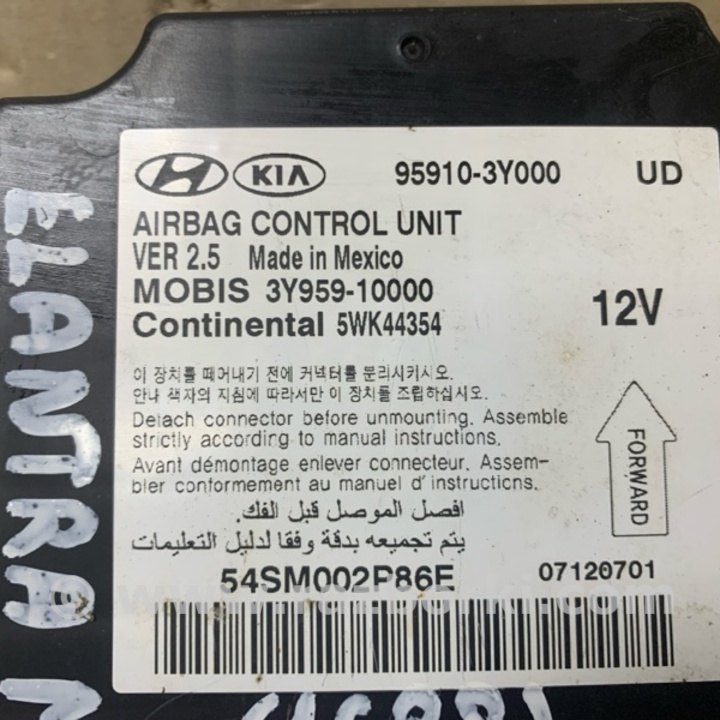 HYUNDAI KIA 95910-3Y000 UD
AIRBAG CONTROL UNIT
VER 2.5 Made in Mexico
MOBIS 3Y959-10000
Continental 5WK44354
12V
이 장치를 떼어내기 전에 커넥터를 분리시키시오.
안내 책자의 지침에 따라서만 이 장치를 조립하십시오.
Detach connector before unmounting. Assemble
strictly according to manual instructions.
Avant démontage enlever connecteur. Assem-
bler conformement au manuel d'instructions.
افصل الموصل قبل الفك.
يتم تجميعه بدقة وفقا لدليل التعليمات
FORWARD
54SM002P86E 07120701
ELANTRA